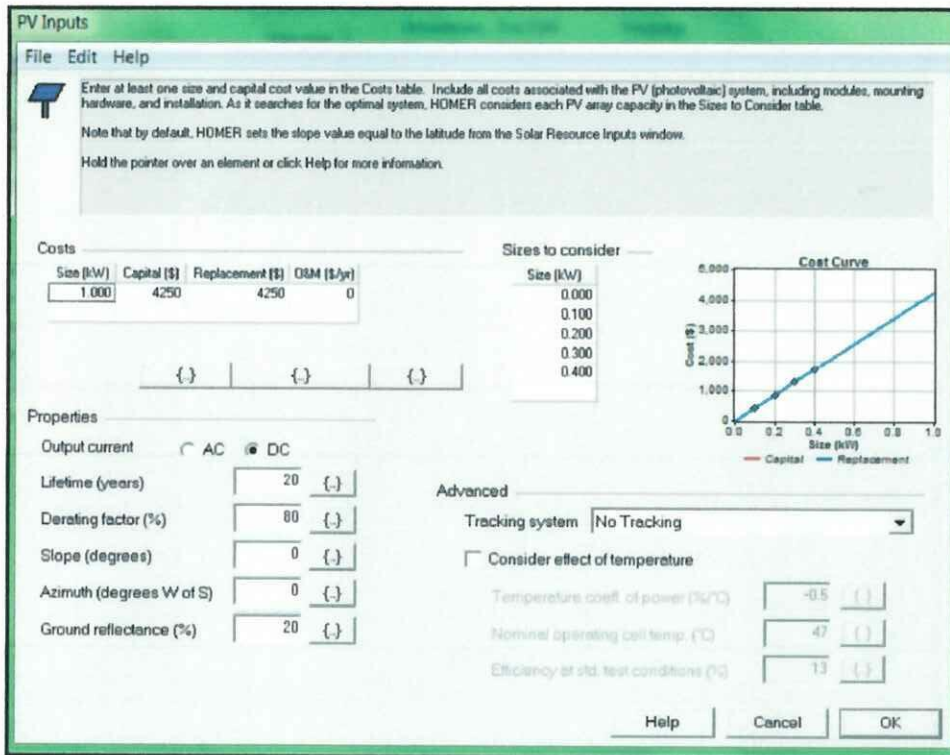 PV Inputs
File Edit Help
Enter at least one size and capital cost value in the Costs table. Include all costs associated with the PV (photovoltaic) system, including modules, mounting
hardware, and installation. As it searches for the optimal system, HOMER considers each PV array capacity in the Sizes to Consider table.
Note that by default, HOMER sets the slope value equal to the latitude from the Solar Resource Inputs window.
Hold the pointer over an element or click Help for more information.
Costs
Size (kW) Capital ($) Replacement ($) O&M ($/yr)
1.000 4250 4250 0
{..} {..} {..}
Sizes to consider
Size (kW)
0.000
0.100
0.200
0.300
0.400
Cost Curve
Cost ($)
5,000
4,000
3,000
2,000
1,000
0
0.0 0.2 0.4 0.6 0.8 1.0
Size (kW)
Capital Replacement
Properties
Output current AC DC
Lifetime (years) 20 {..}
Derating factor (%) 80 {..}
Slope (degrees) 0 {..}
Azimuth (degrees W of S) 0 {..}
Ground reflectance (%) 20 {..}
Advanced
Tracking system No Tracking
Consider effect of temperature
Temperature coeff. of power (%/°C) -0.5 {..}
Nominal operating cell temp. (°C) 47 {..}
Efficiency at std. test conditions (%) 13 {..}
Help Cancel OK